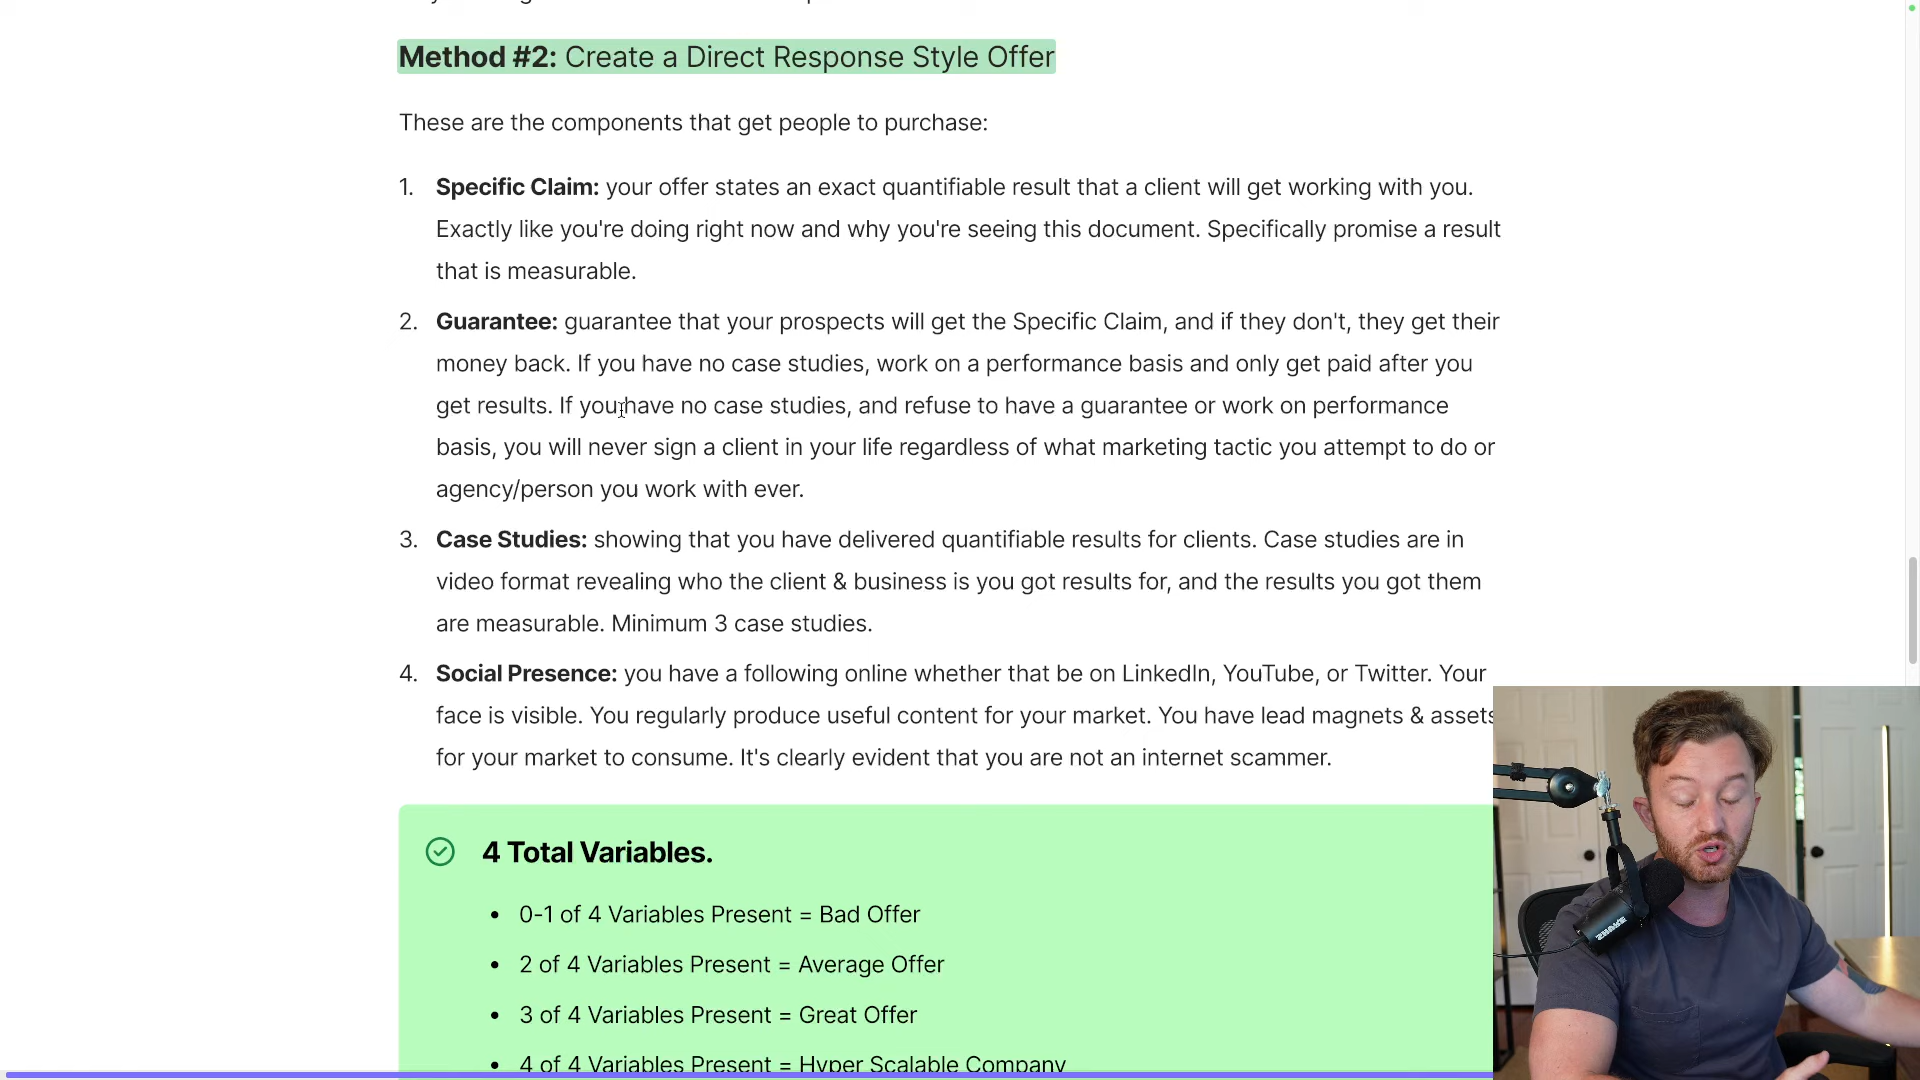 Method #2: Create a Direct Response Style Offer
These are the components that get people to purchase:
1. Specific Claim: your offer states an exact quantifiable result that a client will get working with you.
Exactly like you're doing right now and why you're seeing this document. Specifically promise a result
that is measurable.
2. Guarantee: guarantee that your prospects will get the Specific Claim, and if they don't, they get their
money back. If you have no case studies, work on a performance basis and only get paid after you
get results. If you have no case studies, and refuse to have a guarantee or work on performance
basis, you will never sign a client in your life regardless of what marketing tactic you attempt to do or
agency/person you work with ever.
3. Case Studies: showing that you have delivered quantifiable results for clients. Case studies are in
video format revealing who the client & business is you got results for, and the results you got them
are measurable. Minimum 3 case studies.
4. Social Presence: you have a following online whether that be on LinkedIn, YouTube, or Twitter. Your
face is visible. You regularly produce useful content for your market. You have lead magnets & assets
for your market to consume. It's clearly evident that you are not an internet scammer.
4 Total Variables.
• 0-1 of 4 Variables Present = Bad Offer
• 2 of 4 Variables Present = Average Offer
• 3 of 4 Variables Present = Great Offer
• 4 of 4 Variables Present = Hyper Scalable Company